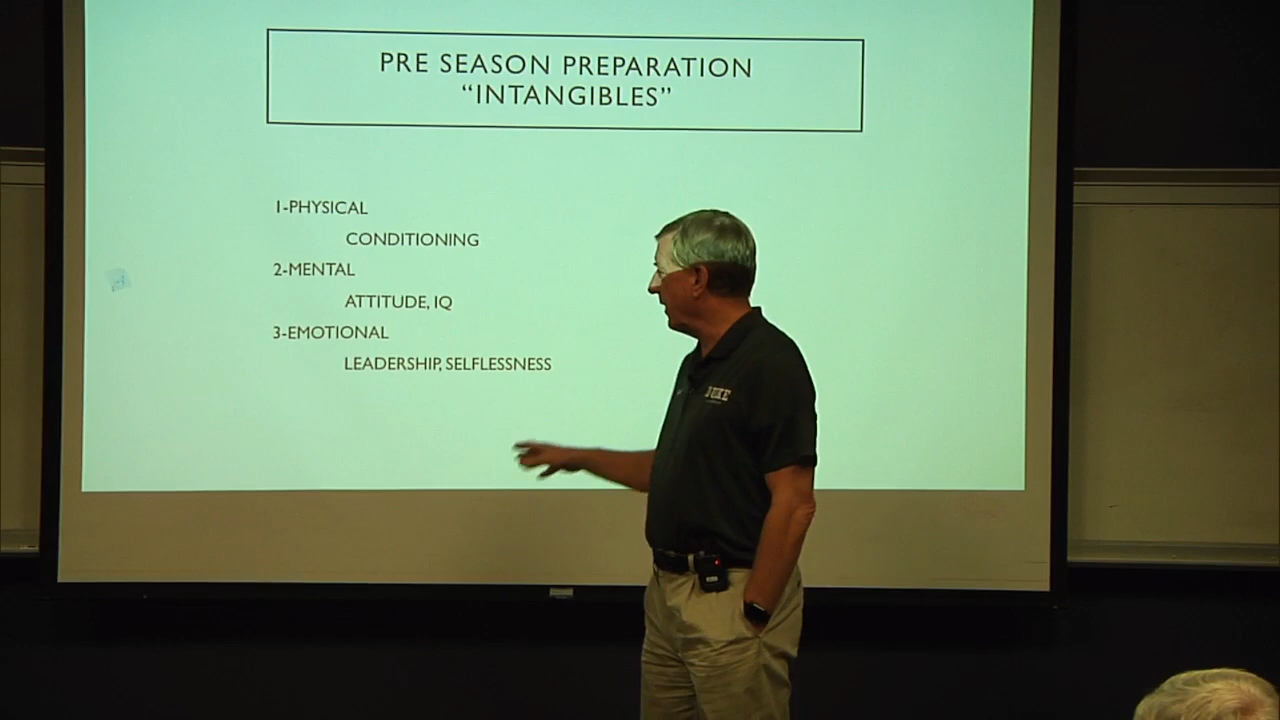 PRE SEASON PREPARATION
“INTANGIBLES”
1-PHYSICAL
CONDITIONING
2-MENTAL
ATTITUDE, IQ
3-EMOTIONAL
LEADERSHIP, SELFLESSNESS
DUKE